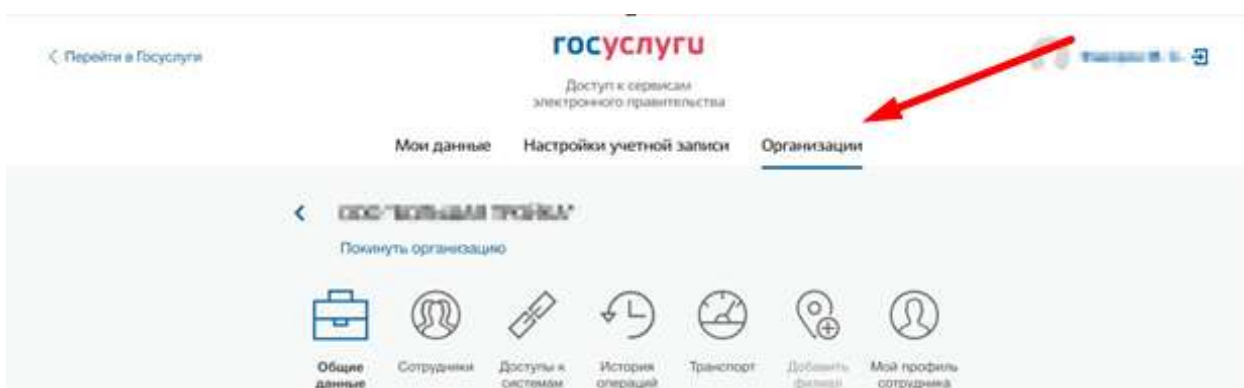 госуслуги
Перейти в Госуслуги
Доступ к сервисам
электронного правительства
Мои данные Настройки учетной записи Организации
Покинуть организацию
Общие данные
Сотрудники
Доступы к системам
История операций
Транспорт
Добавить филиал
Мой профиль сотрудника